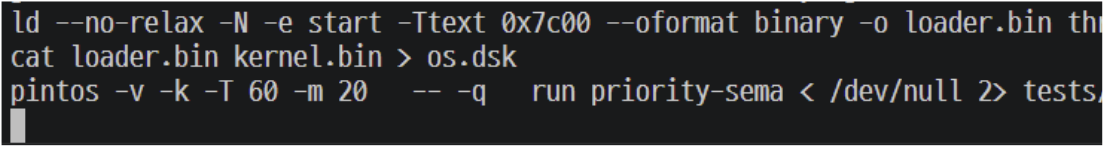 ld --no-relax -N -e start -Ttext 0x7c00 --oformat binary -o loader.bin
cat loader.bin kernel.bin > os.dsk
pintos -v -k -T 60 -m 20   -- -q   run priority-sema < /dev/null 2> tests/